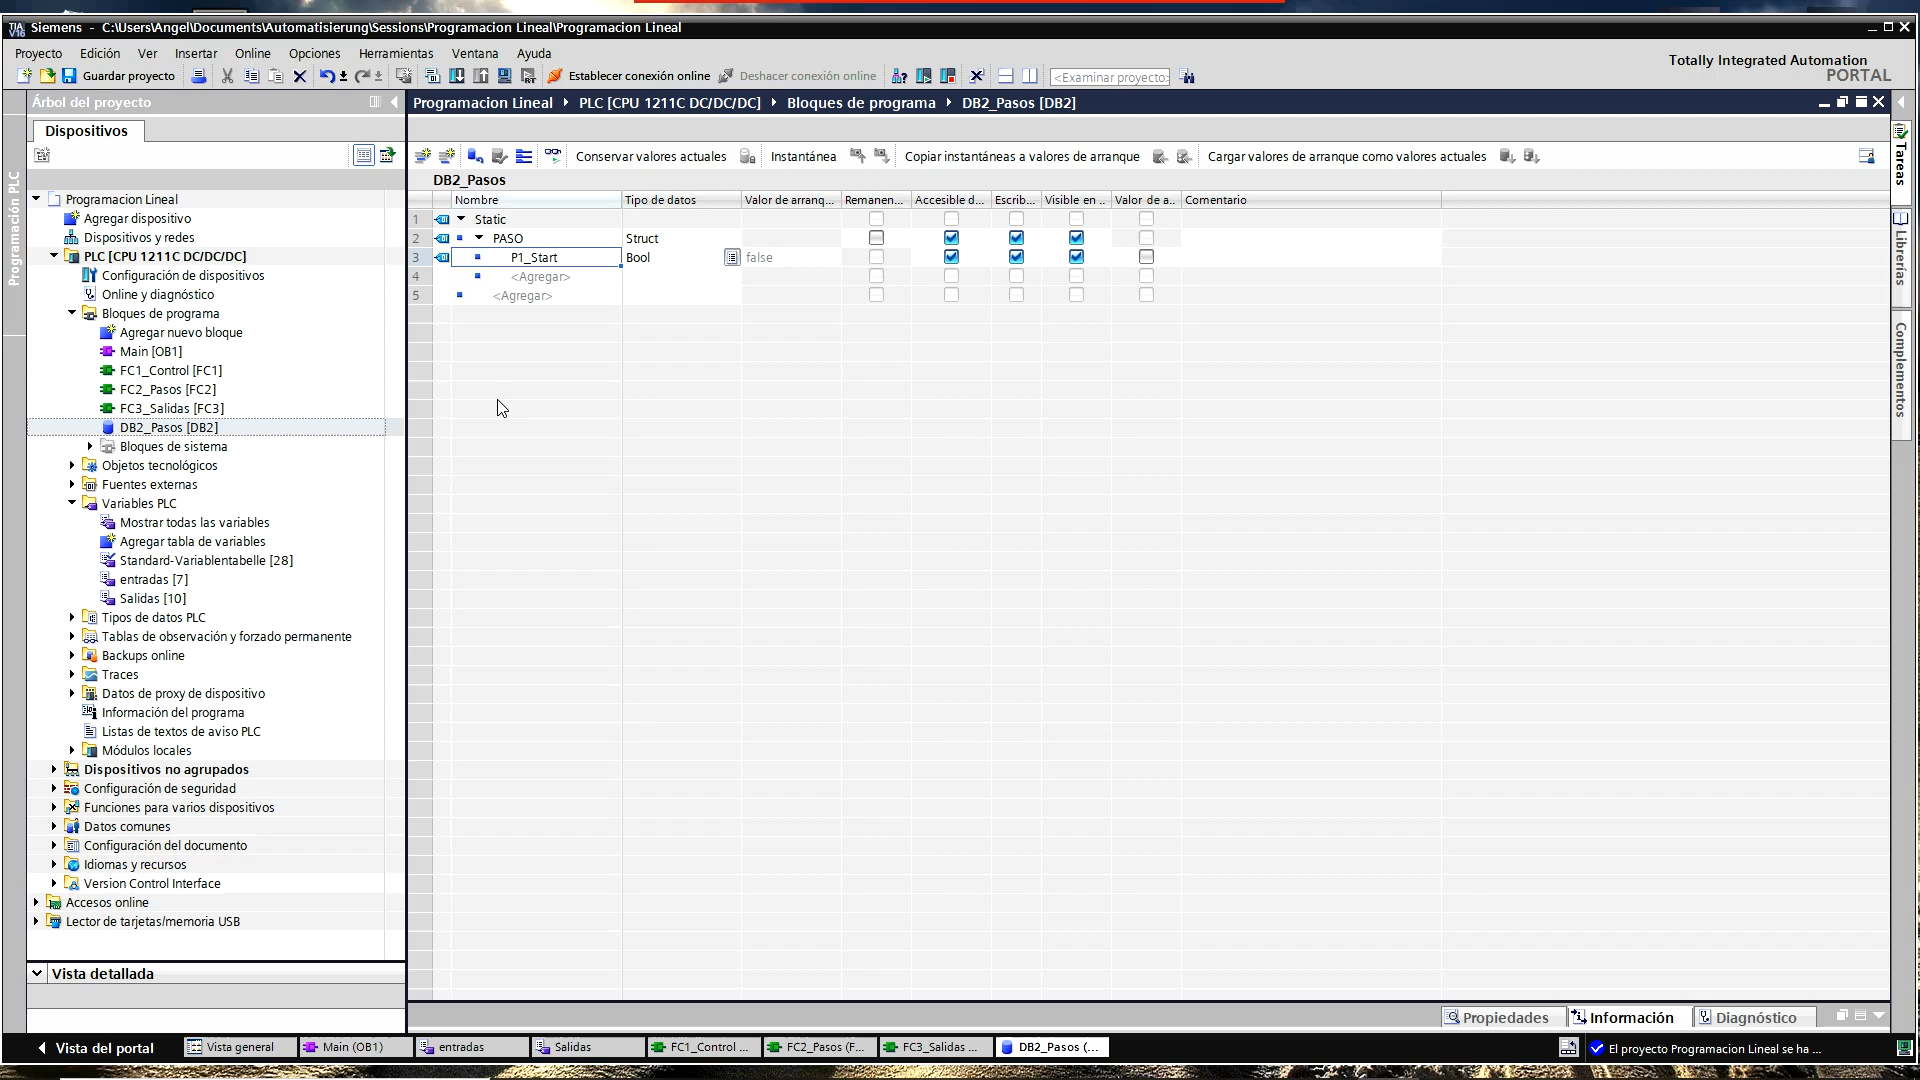 Siemens - C:\Users\Angel\Documents\Automatisierung\Sessions\Programacion Lineal\Programacion Lineal
Proyecto Edición Ver Insertar Online Opciones Herramientas Ventana Ayuda
Totally Integrated Automation
PORTAL
Guardar proyecto
Establecer conexión online
Deshacer conexión online
<Examinar proyecto>
Árbol del proyecto
Programacion Lineal PLC [CPU 1211C DC/DC/DC] Bloques de programa DB2_Pasos [DB2]
Dispositivos
Conservar valores actuales Instantánea Copiar instantáneas a valores de arranque Cargar valores de arranque como valores actuales
DB2_Pasos
Nombre Tipo de datos Valor de arranq... Remanen... Accesible d... Escrib... Visible en .. Valor de a.. Comentario
1 Static
2 PASO Struct
3 P1_Start Bool false
4 <Agregar>
5 <Agregar>
Programacion Lineal
Agregar dispositivo
Dispositivos y redes
PLC [CPU 1211C DC/DC/DC]
Configuración de dispositivos
Online y diagnóstico
Bloques de programa
Agregar nuevo bloque
Main [OB1]
FC1_Control [FC1]
FC2_Pasos [FC2]
FC3_Salidas [FC3]
DB2_Pasos [DB2]
Bloques de sistema
Objetos tecnológicos
Fuentes externas
Variables PLC
Mostrar todas las variables
Agregar tabla de variables
Standard-Variablentabelle [28]
entradas [7]
Salidas [10]
Tipos de datos PLC
Tablas de observación y forzado permanente
Backups online
Traces
Datos de proxy de dispositivo
Información del programa
Listas de textos de aviso PLC
Módulos locales
Dispositivos no agrupados
Configuración de seguridad
Funciones para varios dispositivos
Datos comunes
Configuración del documento
Idiomas y recursos
Version Control Interface
Accesos online
Lector de tarjetas/memoria USB
Vista detallada
Programación PLC
Tareas
Librerías
Complementos
Propiedades Información Diagnóstico
Vista del portal
Vista general
Main (OB1)
entradas
Salidas
FC1_Control ...
FC2_Pasos (F...
FC3_Salidas ...
DB2_Pasos (...
El proyecto Programacion Lineal se ha ...